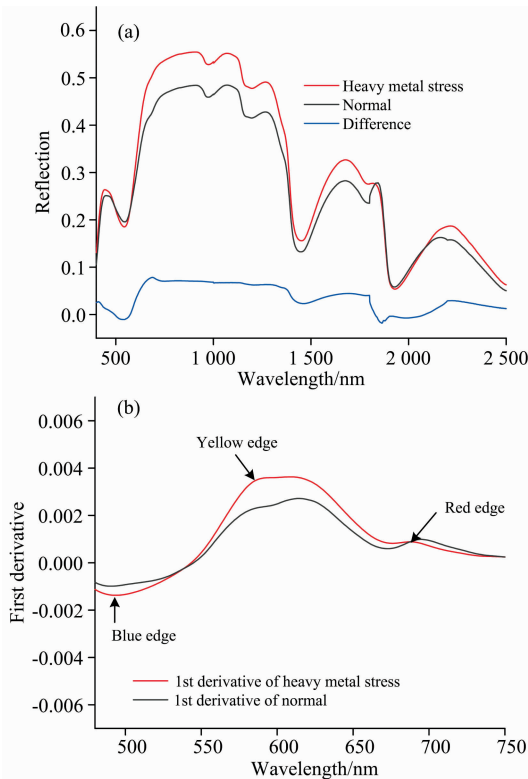 (a)
0.6
0.5
0.4
0.3
0.2
0.1
0.0
Reflection
Heavy metal stress
Normal
Difference
500
1 000
1 500
2 000
2 500
Wavelength/nm
(b)
0.006
0.004
0.002
0.000
-0.002
-0.004
-0.006
First derivative
Yellow edge
Red edge
Blue edge
1st derivative of heavy metal stress
1st derivative of normal
500
550
600
650
700
750
Wavelength/nm